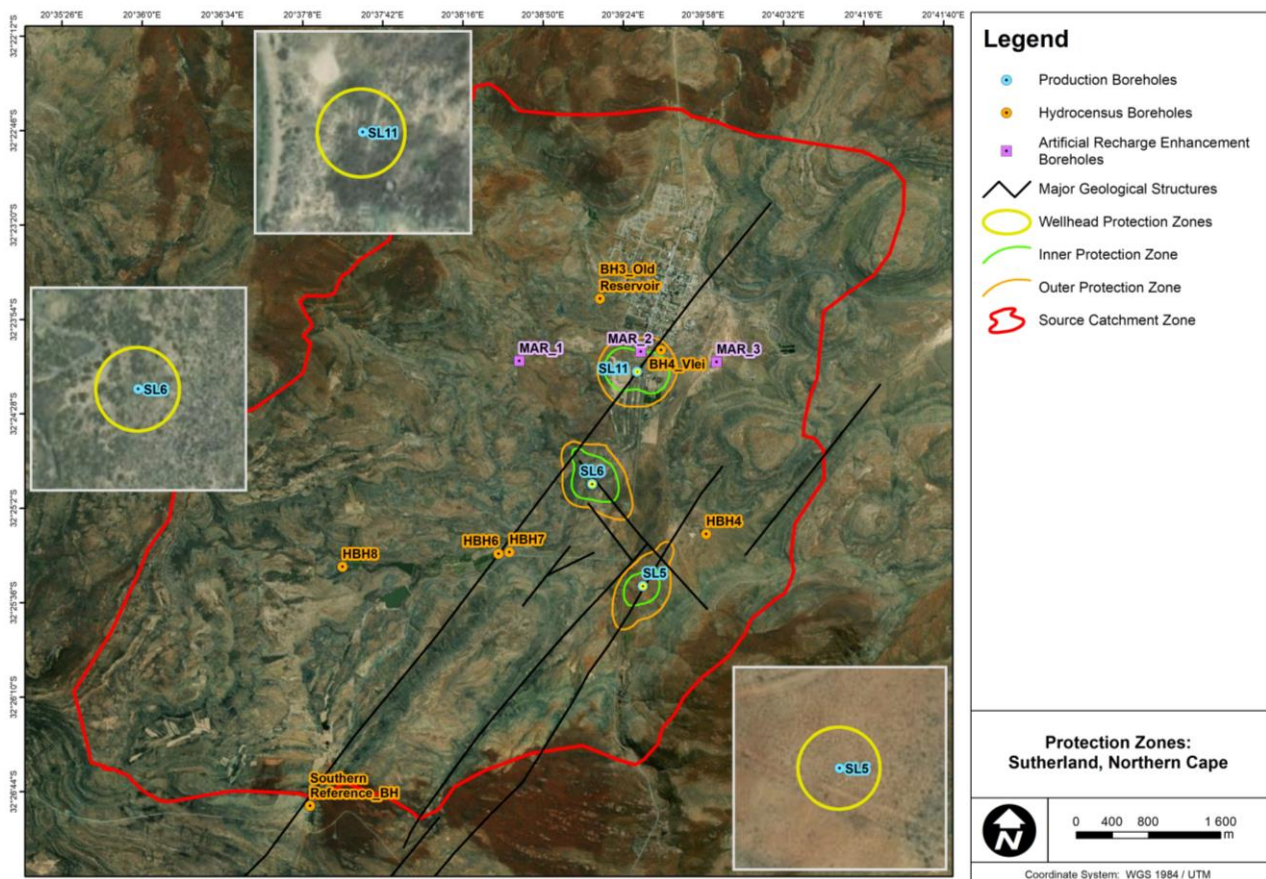 20°35'26"E 20°36'0"E 20°36'34"E 20°37'8"E 20°37'42"E 20°38'16"E 20°38'50"E 20°39'24"E 20°39'58"E 20°40'32"E 20°41'6"E 20°41'40"E
32°22'12"S
32°22'46"S
32°23'20"S
32°23'54"S
32°24'28"S
32°25'2"S
32°25'36"S
32°26'10"S
32°26'44"S
SL11
BH3_Old
Reservoir
MAR_1
MAR_2
MAR_3
SL11
BH4_Vlei
SL6
SL6
HBH4
HBH6
HBH7
HBH8
SL5
Southern
Reference_BH
SL5
Legend
Production Boreholes
Hydrocensus Boreholes
Artificial Recharge Enhancement
Boreholes
Major Geological Structures
Wellhead Protection Zones
Inner Protection Zone
Outer Protection Zone
Source Catchment Zone
Protection Zones:
Sutherland, Northern Cape
N
0 400 800 1 600
m
Coordinate System: WGS 1984 / UTM